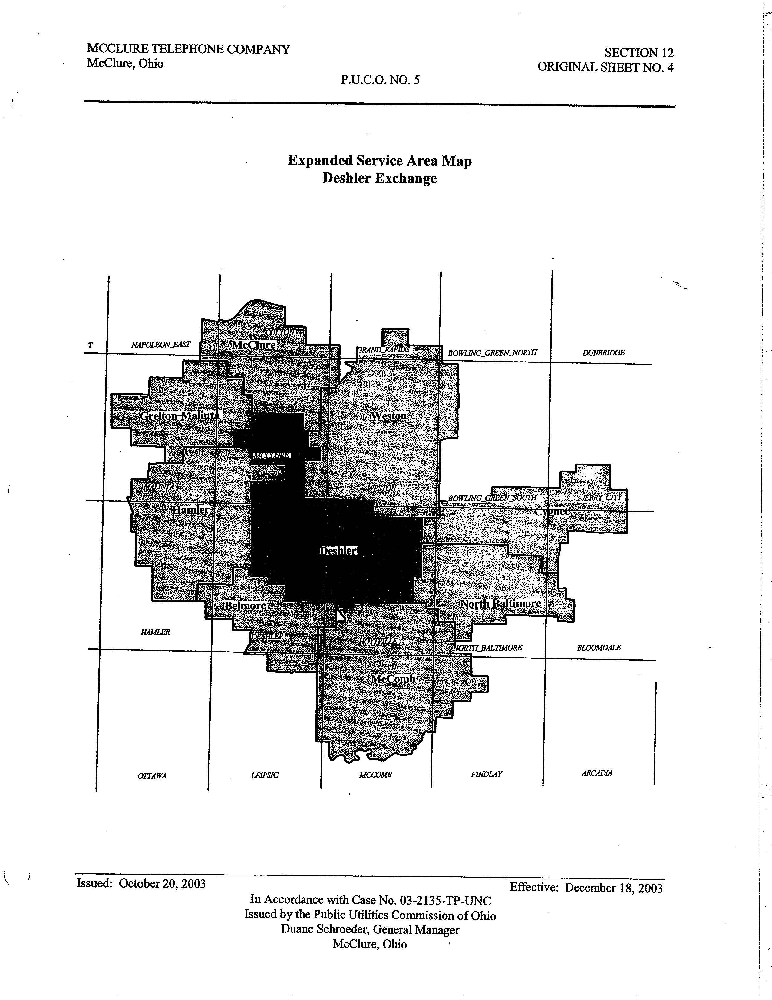 MCCLURE TELEPHONE COMPANY
SECTION 12
McClure, Ohio
ORIGINAL SHEET NO. 4
P.U.C.O. NO. 5
Expanded Service Area Map
Deshler Exchange
COLTON
T
NAPOLEON_EAST
McClure
GRAND_RAPIDS
BOWLING_GREEN_NORTH
DUNBRIDGE
Grelton-Malinta
Weston
MCCLURE
MALINTA
WESTON
BOWLING_GREEN_SOUTH
JERRY_CITY
Hamler
Cygnet
Deshler
Belmore
North Baltimore
HAMLER
DESHLER
HOYTVILLE
NORTH_BALTIMORE
BLOOMDALE
McComb
OTTAWA
LEIPSIC
MCCOMB
FINDLAY
ARCADIA
Issued: October 20, 2003
Effective: December 18, 2003
In Accordance with Case No. 03-2135-TP-UNC
Issued by the Public Utilities Commission of Ohio
Duane Schroeder, General Manager
McClure, Ohio